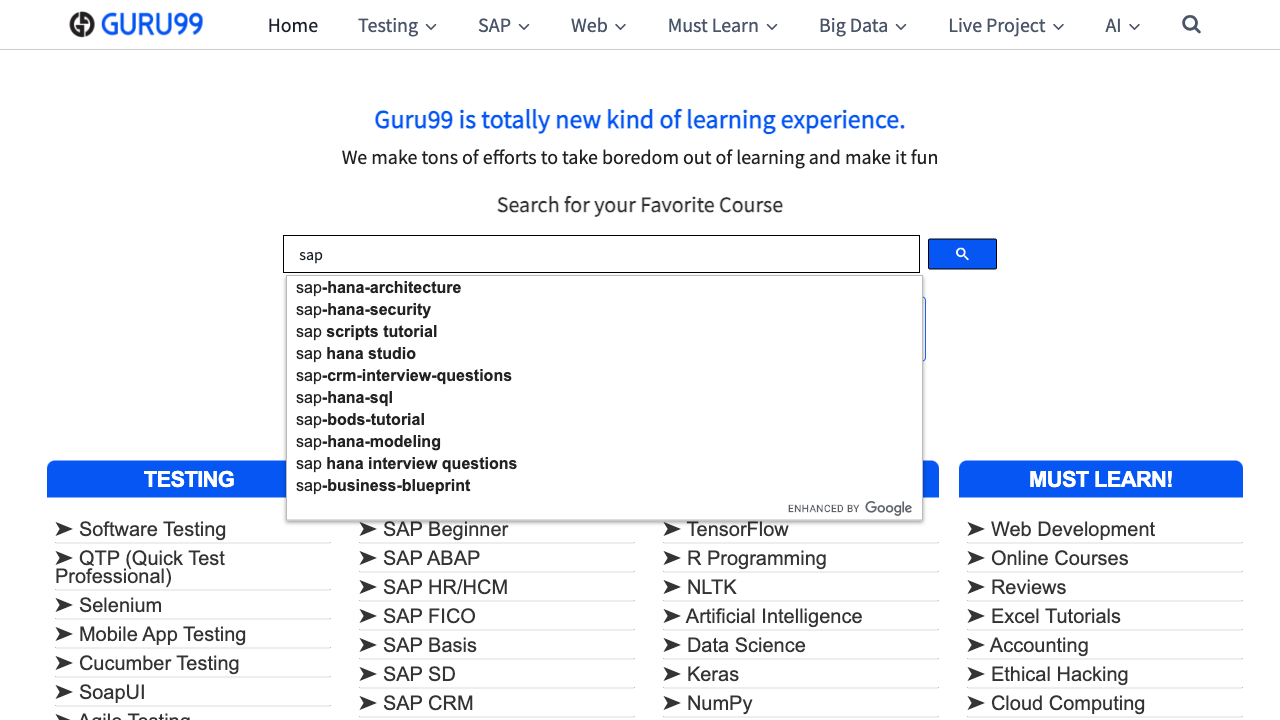 GURU99 Home Testing SAP Web Must Learn Big Data Live Project AI
Guru99 is totally new kind of learning experience.
We make tons of efforts to take boredom out of learning and make it fun
Search for your Favorite Course
sap
sap-hana-architecture
sap-hana-security
sap scripts tutorial
sap hana studio
sap-crm-interview-questions
sap-hana-sql
sap-bods-tutorial
sap-hana-modeling
sap hana interview questions
sap-business-blueprint
ENHANCED BY Google
TESTING
➤ Software Testing
➤ QTP (Quick Test
Professional)
➤ Selenium
➤ Mobile App Testing
➤ Cucumber Testing
➤ SoapUI
➤ Agile Testing
➤ SAP Beginner
➤ SAP ABAP
➤ SAP HR/HCM
➤ SAP FICO
➤ SAP Basis
➤ SAP SD
➤ SAP CRM
➤ TensorFlow
➤ R Programming
➤ NLTK
➤ Artificial Intelligence
➤ Data Science
➤ Keras
➤ NumPy
MUST LEARN!
➤ Web Development
➤ Online Courses
➤ Reviews
➤ Excel Tutorials
➤ Accounting
➤ Ethical Hacking
➤ Cloud Computing